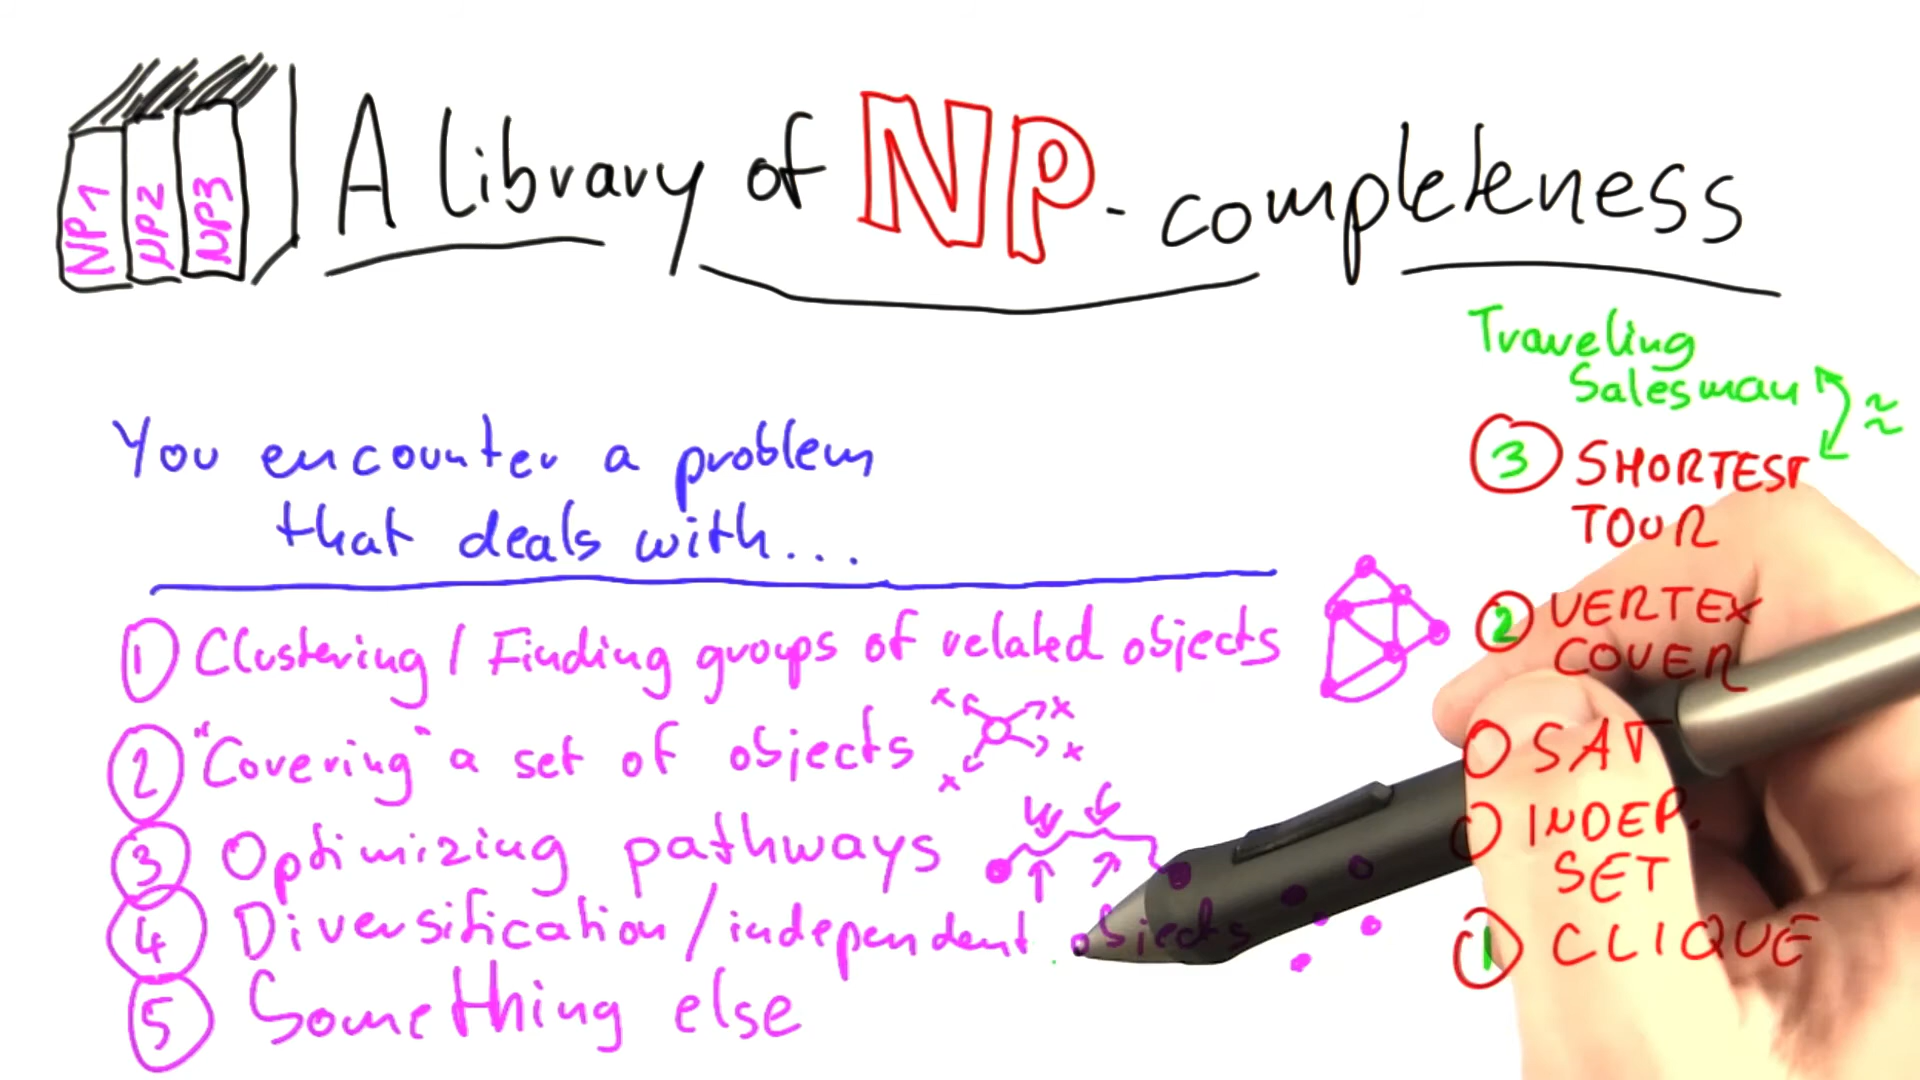 NP1 NP2 NP3
A library of NP-completeness
You encounter a problem
that deals with...
1 Clustering / Finding groups of related objects
2 "Covering" a set of objects
3 Optimizing pathways
4 Diversification/independent objects
5 Something else
Traveling
Salesman
≈
3 SHORTEST
TOUR
2 VERTEX
COVER
SAT
INDEP.
SET
1 CLIQUE